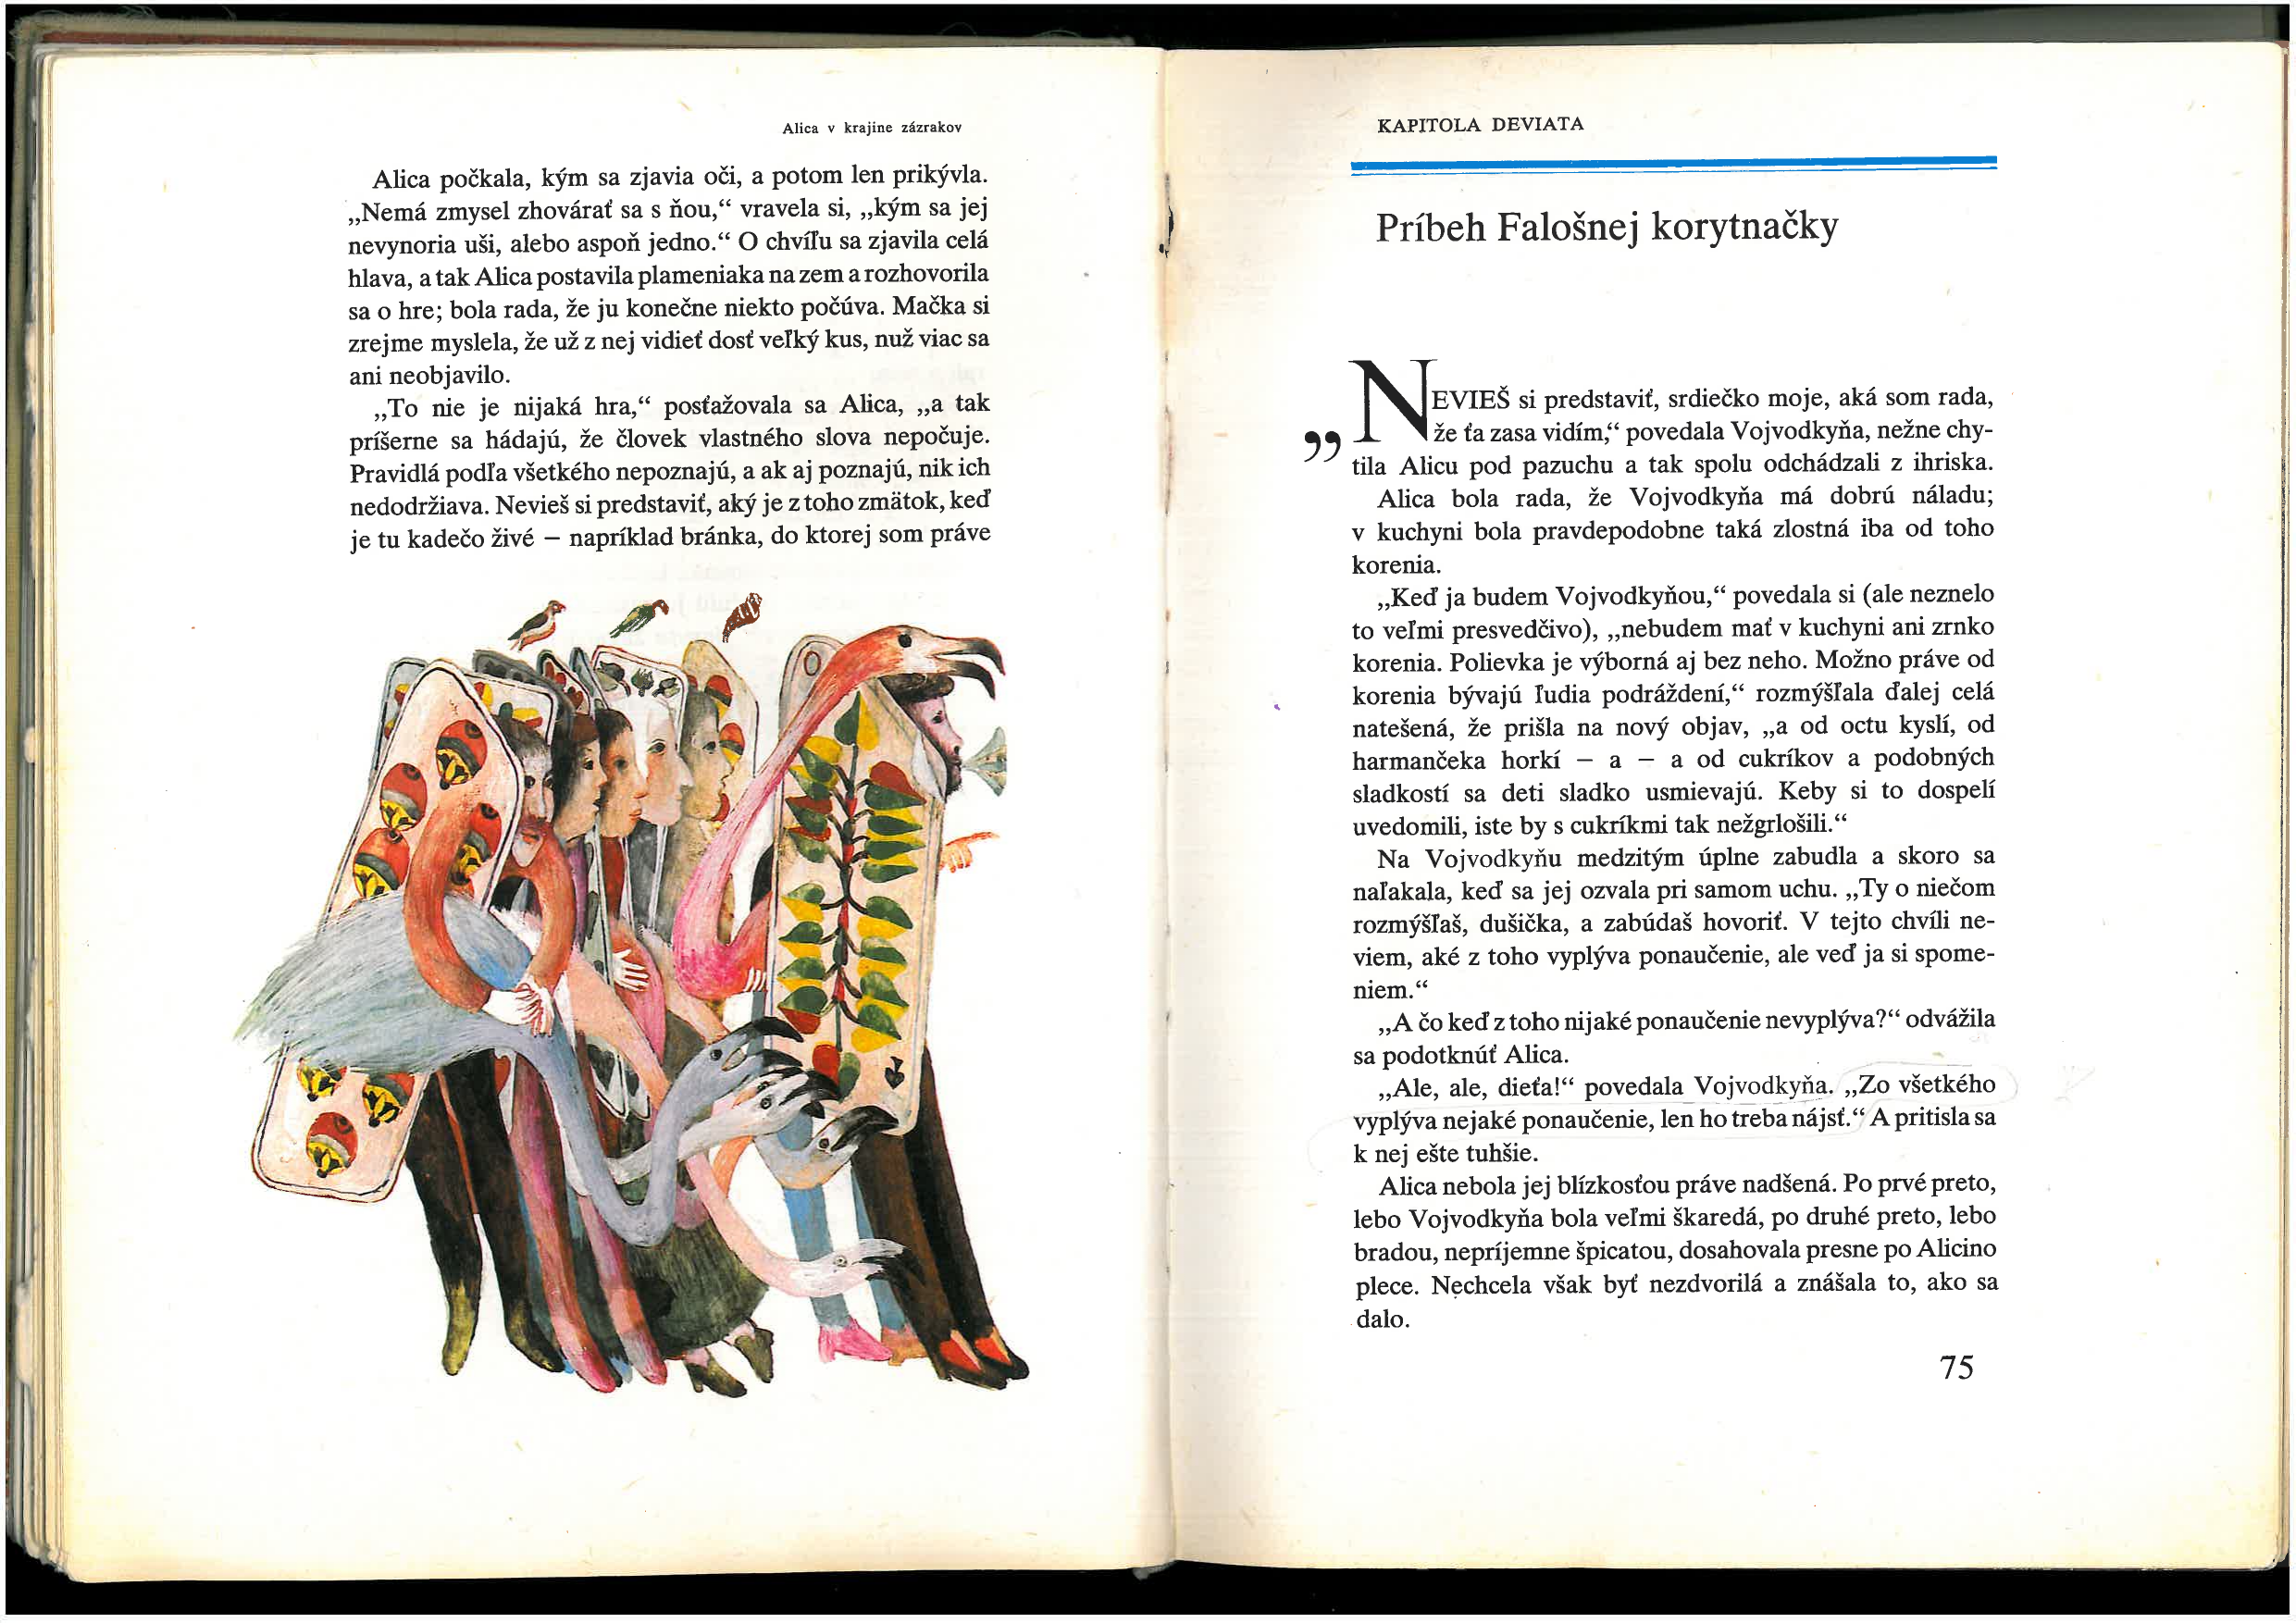 Alica v krajine zázrakov
Alica počkala, kým sa zjavia oči, a potom len prikývla.
„Nemá zmysel zhovárať sa s ňou,“ vravela si, „kým sa jej
nevynoria uši, alebo aspoň jedno.“ O chvíľu sa zjavila celá
hlava, a tak Alica postavila plameniaka na zem a rozhovorila
sa o hre; bola rada, že ju konečne niekto počúva. Mačka si
zrejme myslela, že už z nej vidieť dosť veľký kus, nuž viac sa
ani neobjavilo.
„To nie je nijaká hra,“ posťažovala sa Alica, „a tak
príšerne sa hádajú, že človek vlastného slova nepočuje.
Pravidlá podľa všetkého nepoznajú, a ak aj poznajú, nik ich
nedodržiava. Nevieš si predstaviť, aký je z toho zmätok, keď
je tu kadečo živé — napríklad bránka, do ktorej som práve
KAPITOLA DEVIATA
Príbeh Falošnej korytnačky
„NEVIEŠ si predstaviť, srdiečko moje, aká som rada,
že ťa zasa vidím,“ povedala Vojvodkyňa, nežne chy-
tila Alicu pod pazuchu a tak spolu odchádzali z ihriska.
Alica bola rada, že Vojvodkyňa má dobrú náladu;
v kuchyni bola pravdepodobne taká zlostná iba od toho
korenia.
„Keď ja budem Vojvodkyňou,“ povedala si (ale neznelo
to veľmi presvedčivo), „nebudem mať v kuchyni ani zrnko
korenia. Polievka je výborná aj bez neho. Možno práve od
korenia bývajú ľudia podráždení,“ rozmýšľala ďalej celá
natešená, že prišla na nový objav, „a od octu kyslí, od
harmančeka horkí — a — a od cukríkov a podobných
sladkostí sa deti sladko usmievajú. Keby si to dospelí
uvedomili, iste by s cukríkmi tak nežgrlošili.“
Na Vojvodkyňu medzitým úplne zabudla a skoro sa
naľakala, keď sa jej ozvala pri samom uchu. „Ty o niečom
rozmýšľaš, dušička, a zabúdaš hovoriť. V tejto chvíli ne-
viem, aké z toho vyplýva ponaučenie, ale veď ja si spome-
niem.“
„A čo keď z toho nijaké ponaučenie nevyplýva?“ odvážila
sa podotknúť Alica.
„Ale, ale, dieťa!“ povedala Vojvodkyňa. „Zo všetkého
vyplýva nejaké ponaučenie, len ho treba nájsť.“ A pritisla sa
k nej ešte tuhšie.
Alica nebola jej blízkosťou práve nadšená. Po prvé preto,
lebo Vojvodkyňa bola veľmi škaredá, po druhé preto, lebo
bradou, nepríjemne špicatou, dosahovala presne po Alicino
plece. Nechcela však byť nezdvorilá a znášala to, ako sa
dalo.
75